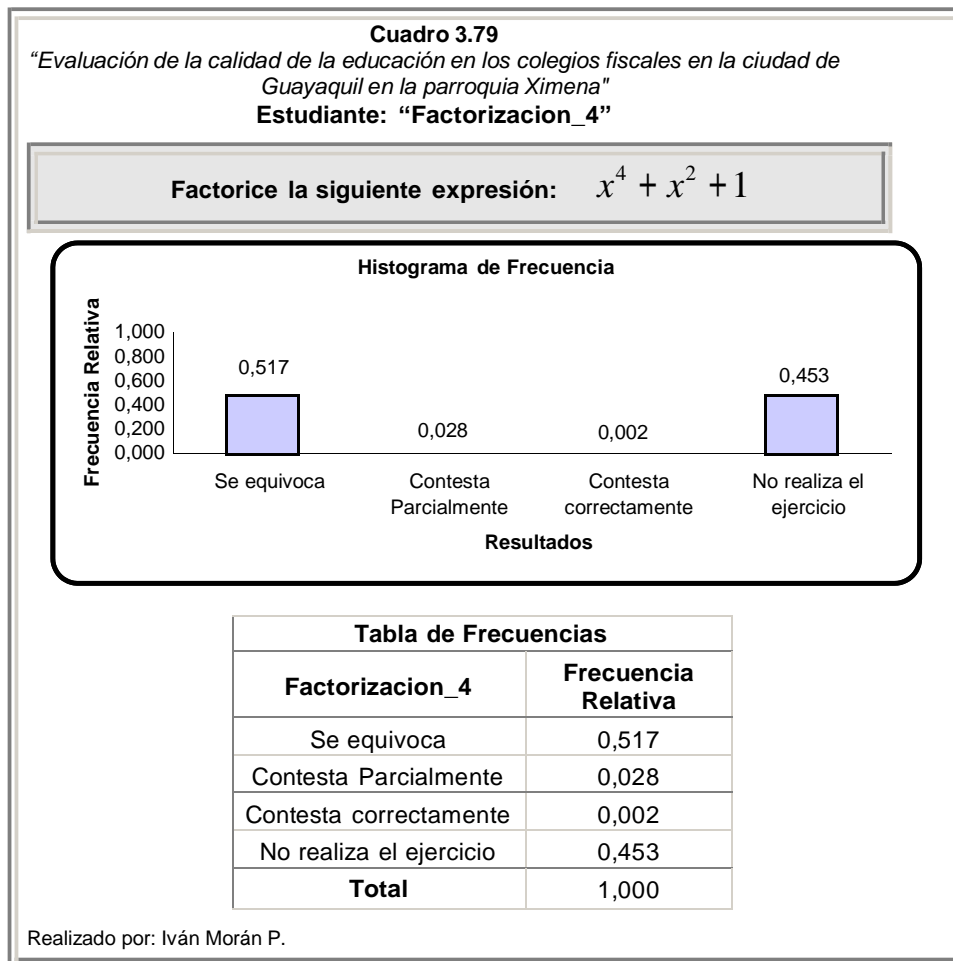 Cuadro 3.79
“Evaluación de la calidad de la educación en los colegios fiscales en la ciudad de
Guayaquil en la parroquia Ximena"
Estudiante: “Factorizacion_4”
Factorice la siguiente expresión: x⁴ + x² + 1
Histograma de Frecuencia
Frecuencia Relativa
1,000
0,800
0,600
0,400
0,200
0,000
0,517
0,028
0,002
0,453
Se equivoca
Contesta
Parcialmente
Contesta
correctamente
No realiza el
ejercicio
Resultados
Tabla de Frecuencias
Factorizacion_4 Frecuencia
Relativa
Se equivoca 0,517
Contesta Parcialmente 0,028
Contesta correctamente 0,002
No realiza el ejercicio 0,453
Total 1,000
Realizado por: Iván Morán P.